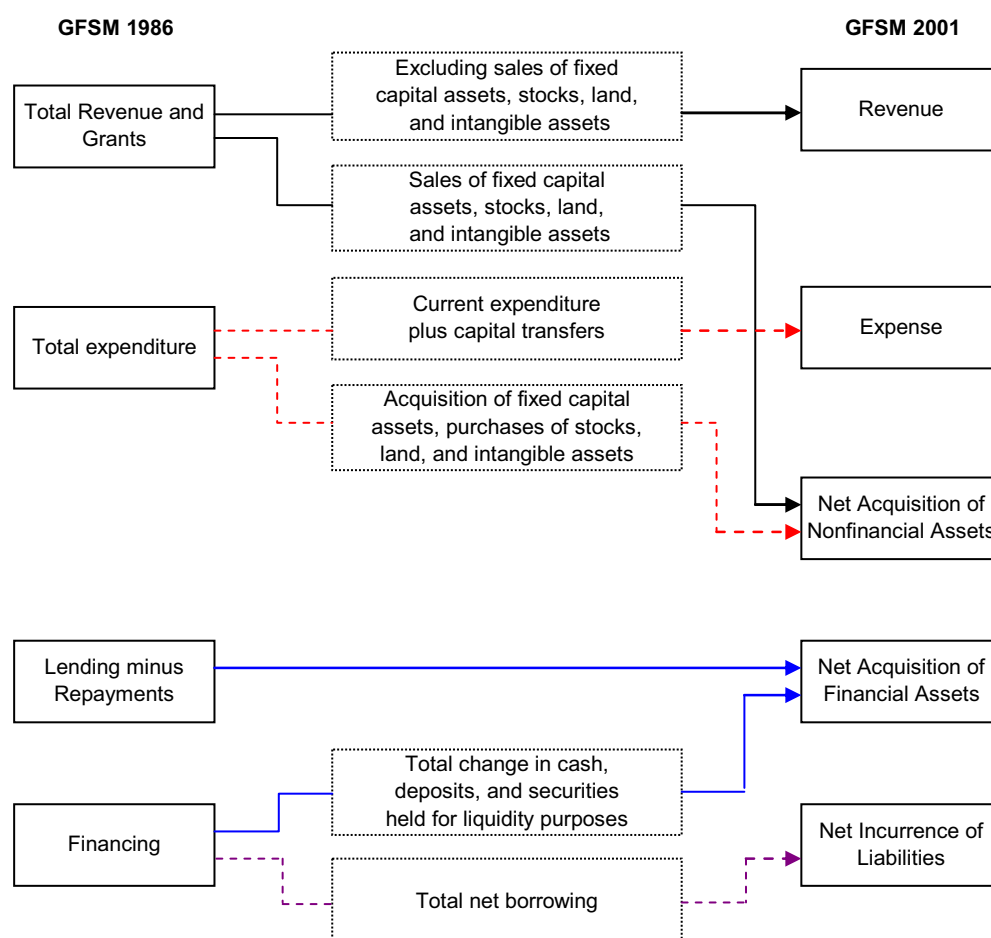 GFSM 1986
GFSM 2001
Total Revenue and
Grants
Excluding sales of fixed
capital assets, stocks, land,
and intangible assets
Revenue
Sales of fixed capital
assets, stocks, land,
and intangible assets
Total expenditure
Current expenditure
plus capital transfers
Expense
Acquisition of fixed capital
assets, purchases of stocks,
land, and intangible assets
Net Acquisition of
Nonfinancial Assets
Lending minus
Repayments
Net Acquisition of
Financial Assets
Total change in cash,
deposits, and securities
held for liquidity purposes
Financing
Net Incurrence of
Liabilities
Total net borrowing